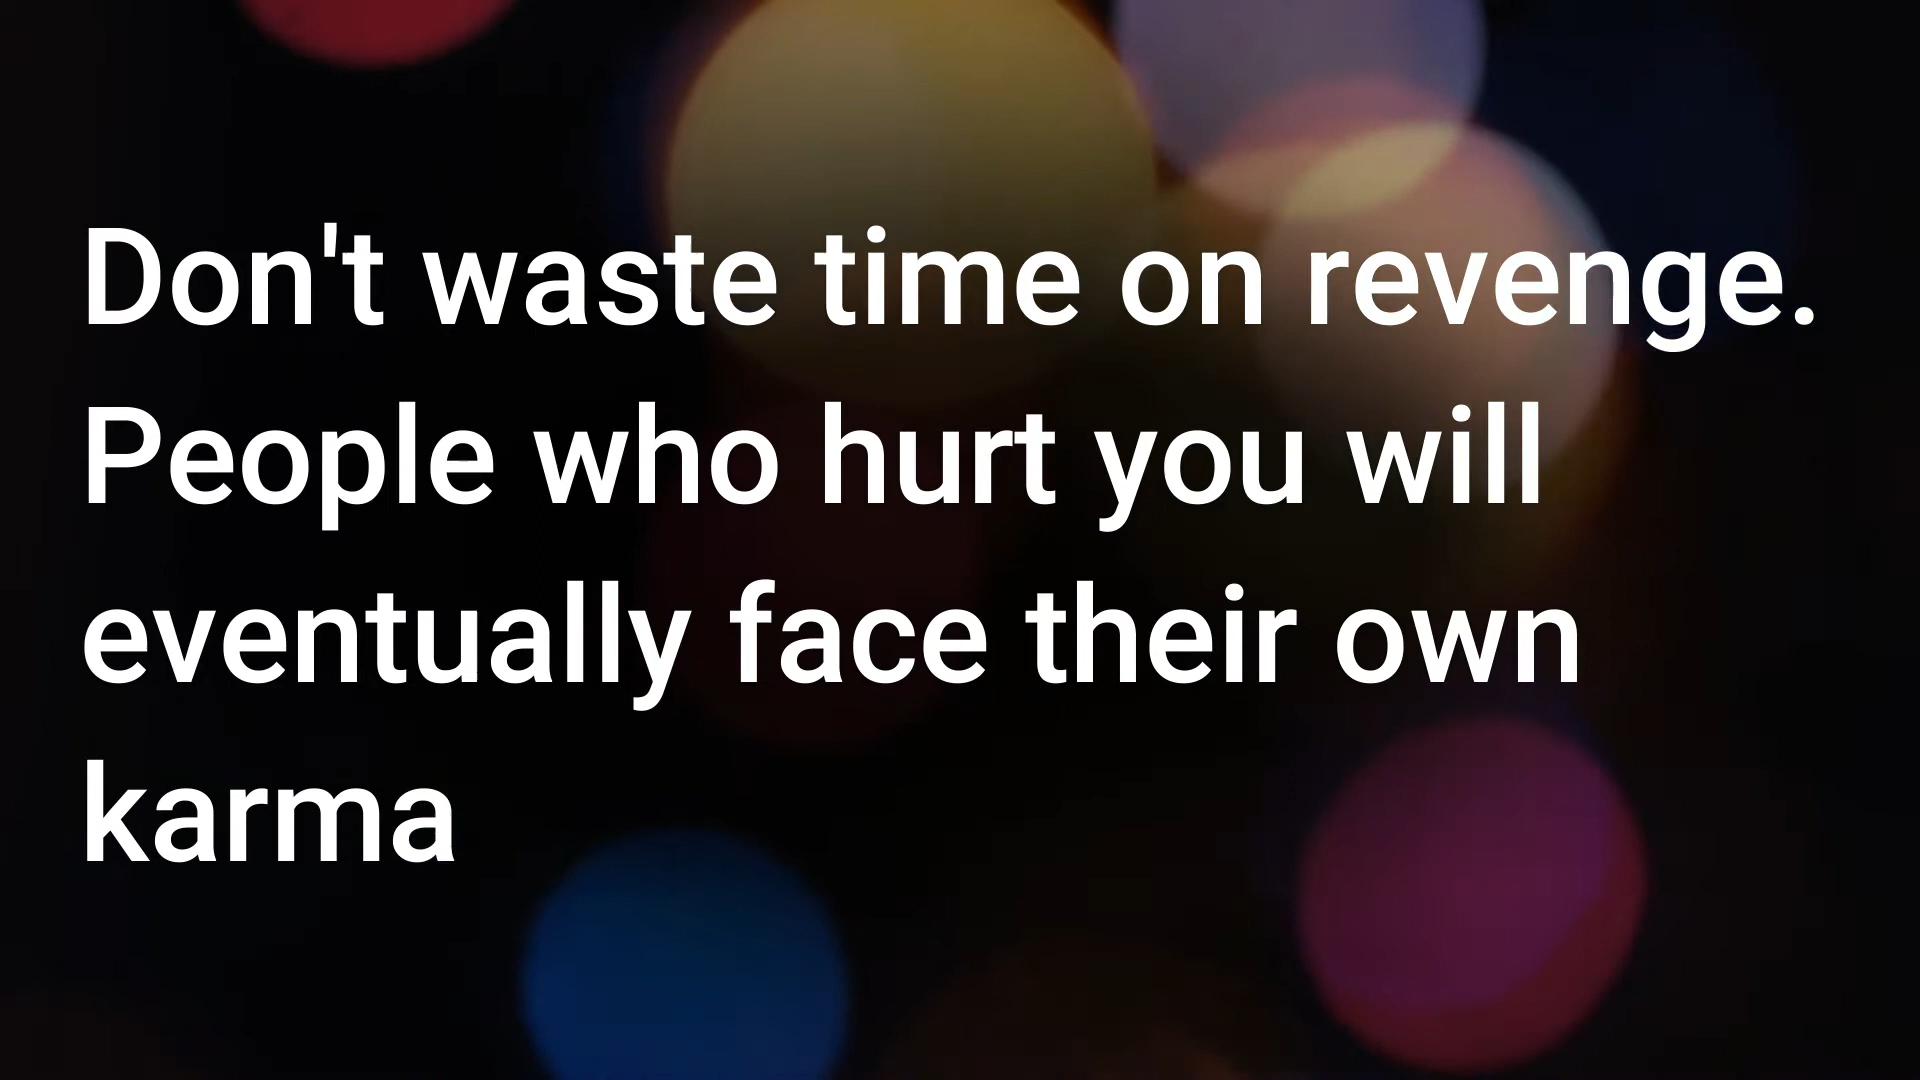 Don't waste time on revenge.
People who hurt you will
eventually face their own
karma